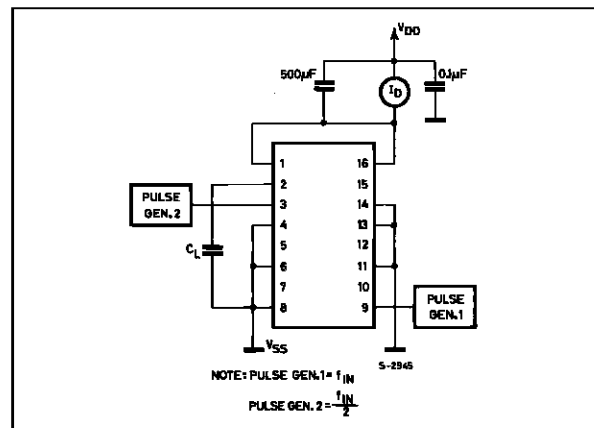 VDD
500µF
0.1µF
ID
1 16
2 15
PULSE GEN.2
3 14
4 13
CL
5 12
6 11
7 10
8 9
PULSE GEN.1
VSS
S-2945
NOTE: PULSE GEN.1 = fIN
PULSE GEN. 2 = fIN/2